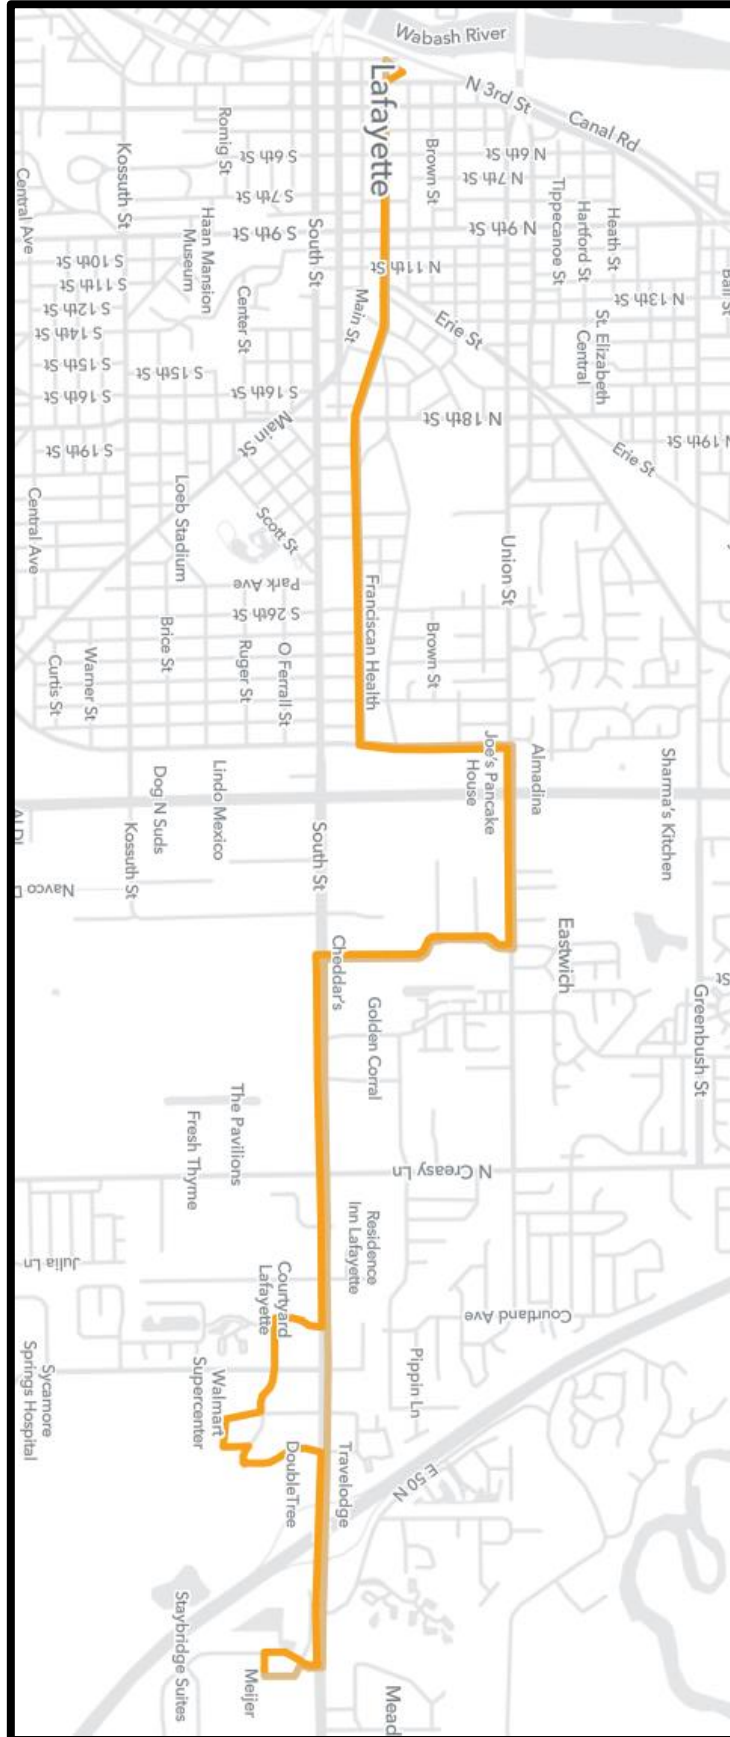 Wabash River
N 3rd St
Canal Rd
Lafayette
Romig St
S 6th St
Brown St
N 6th St
Kossuth St
N 7th St
Central Ave
S 7th St
Tippecanoe St
Hartford St
Heath St
Haan Mansion
Museum
S 9th St
South St
N 9th St
S 10th St
N 11th St
S 11th St
Center St
Main St
N 13th St
Ball St
S 12th St
Erie St
St. Elizabeth
Central
S 14th St
S 15th St
S 15th St
S 16th St
S 16th St
N 18th St
Main St
S 19th St
Erie St
N 19th St
Central Ave
Loeb Stadium
Scott St
Union St
Park Ave
Franciscan Health
S 26th St
Brice St
Brown St
Warner St
Curtis St
Ruger St
O Ferrall St
Joe's Pancake
House
Almadina
Sharma's Kitchen
Dog N Suds
Lindo Mexico
ALDI
Kossuth St
South St
Navco D
Cheddar's
Eastwich
St
Golden Corral
Greenbush St
The Pavilions
Fresh Thyme
N Creasy Ln
Residence
Inn Lafayette
Julia Ln
Courtyard
Lafayette
Courtland Ave
Sycamore
Springs Hospital
Walmart
Supercenter
Pippin Ln
DoubleTree
Travelodge
E 50 N
Staybridge Suites
Meijer
Mead